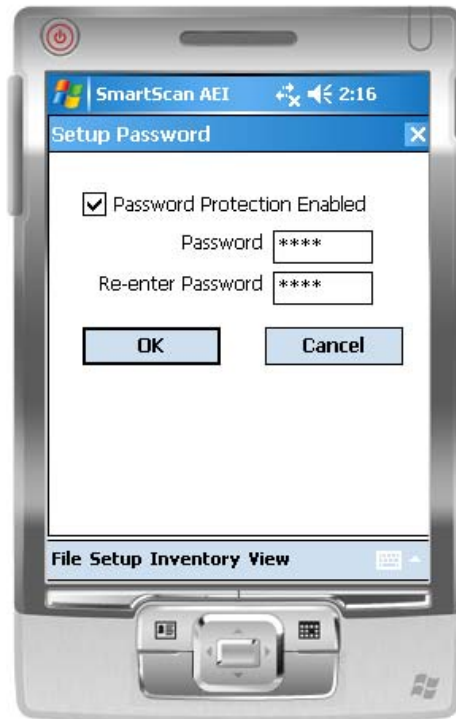 SmartScan AEI 2:16
Setup Password
Password Protection Enabled
Password ****
Re-enter Password ****
OK Cancel
File Setup Inventory View